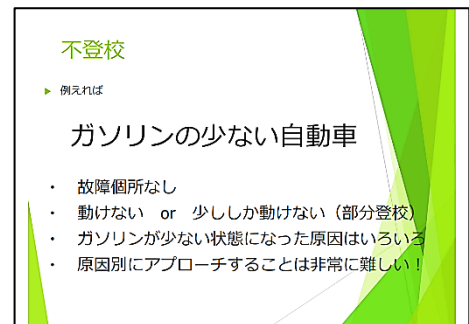 不登校
例えれば
ガソリンの少ない自動車
・ 故障個所なし
・ 動けない or 少ししか動けない（部分登校）
・ ガソリンが少ない状態になった原因はいろいろ
・ 原因別にアプローチすることは非常に難しい！